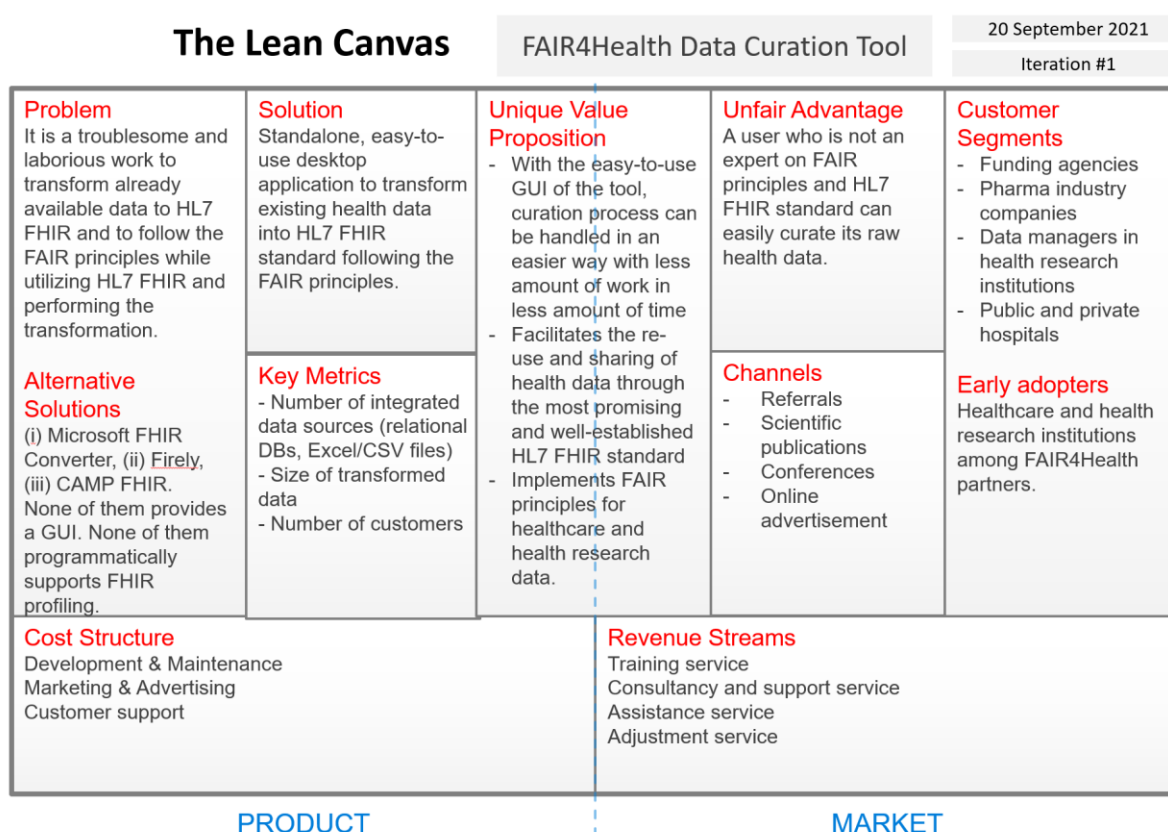 The Lean Canvas
FAIR4Health Data Curation Tool
20 September 2021
Iteration #1
Problem
It is a troublesome and
laborious work to
transform already
available data to HL7
FHIR and to follow the
FAIR principles while
utilizing HL7 FHIR and
performing the
transformation.
Alternative
Solutions
(i) Microsoft FHIR
Converter, (ii) Firely,
(iii) CAMP FHIR.
None of them provides
a GUI. None of them
programmatically
supports FHIR
profiling.
Solution
Standalone, easy-to-
use desktop
application to transform
existing health data
into HL7 FHIR
standard following the
FAIR principles.
Key Metrics
- Number of integrated
data sources (relational
DBs, Excel/CSV files)
- Size of transformed
data
- Number of customers
Unique Value
Proposition
- With the easy-to-use
GUI of the tool,
curation process can
be handled in an
easier way with less
amount of work in
less amount of time
- Facilitates the re-
use and sharing of
health data through
the most promising
and well-established
HL7 FHIR standard
- Implements FAIR
principles for
healthcare and
health research
data.
Unfair Advantage
A user who is not an
expert on FAIR
principles and HL7
FHIR standard can
easily curate its raw
health data.
Channels
- Referrals
- Scientific
publications
- Conferences
- Online
advertisement
Customer
Segments
- Funding agencies
- Pharma industry
companies
- Data managers in
health research
institutions
- Public and private
hospitals
Early adopters
Healthcare and health
research institutions
among FAIR4Health
partners.
Cost Structure
Development & Maintenance
Marketing & Advertising
Customer support
Revenue Streams
Training service
Consultancy and support service
Assistance service
Adjustment service
PRODUCT
MARKET